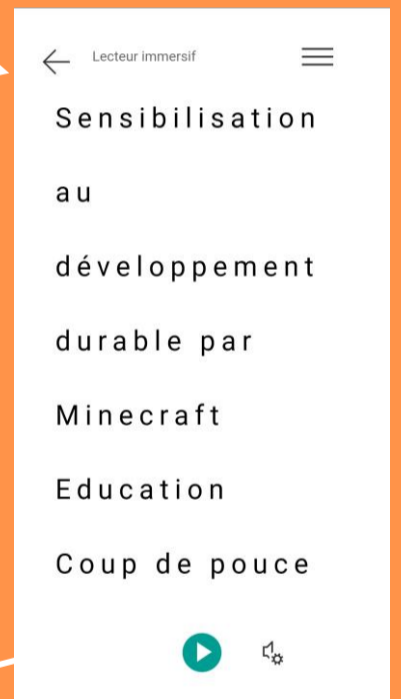 Lecteur immersif
Sensibilisation
au
développement
durable par
Minecraft
Education
Coup de pouce